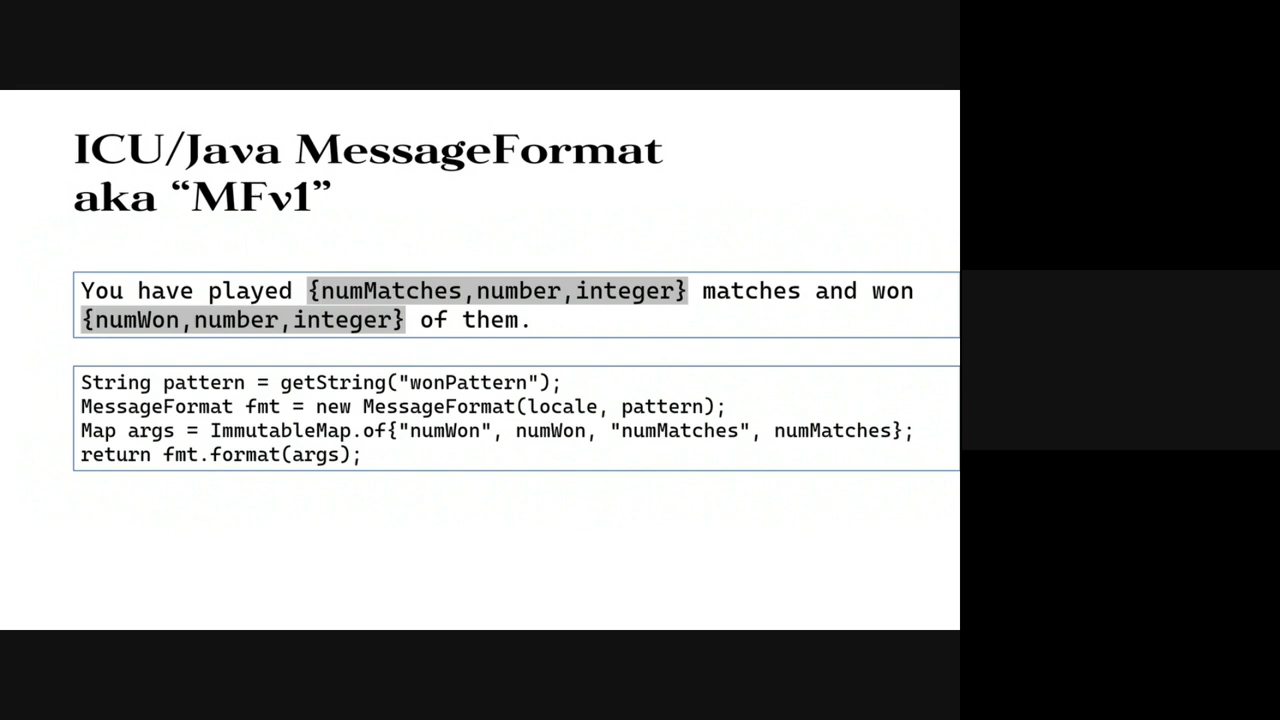 ICU/Java MessageFormat
aka “MFv1”
You have played {numMatches,number,integer} matches and won
{numWon,number,integer} of them.
String pattern = getString("wonPattern");
MessageFormat fmt = new MessageFormat(locale, pattern);
Map args = ImmutableMap.of{"numWon", numWon, "numMatches", numMatches};
return fmt.format(args);